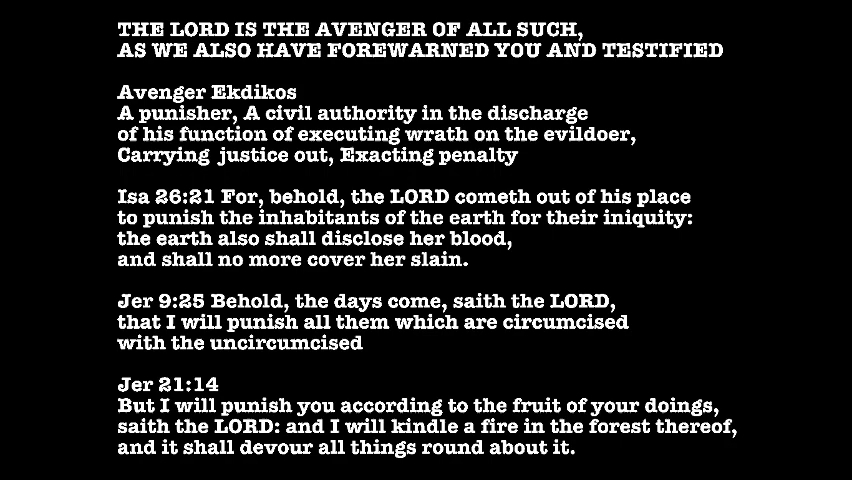 THE LORD IS THE AVENGER OF ALL SUCH,
AS WE ALSO HAVE FOREWARNED YOU AND TESTIFIED
Avenger Ekdikos
A punisher, A civil authority in the discharge
of his function of executing wrath on the evildoer,
Carrying justice out, Exacting penalty
Isa 26:21 For, behold, the LORD cometh out of his place
to punish the inhabitants of the earth for their iniquity:
the earth also shall disclose her blood,
and shall no more cover her slain.
Jer 9:25 Behold, the days come, saith the LORD,
that I will punish all them which are circumcised
with the uncircumcised
Jer 21:14
But I will punish you according to the fruit of your doings,
saith the LORD: and I will kindle a fire in the forest thereof,
and it shall devour all things round about it.